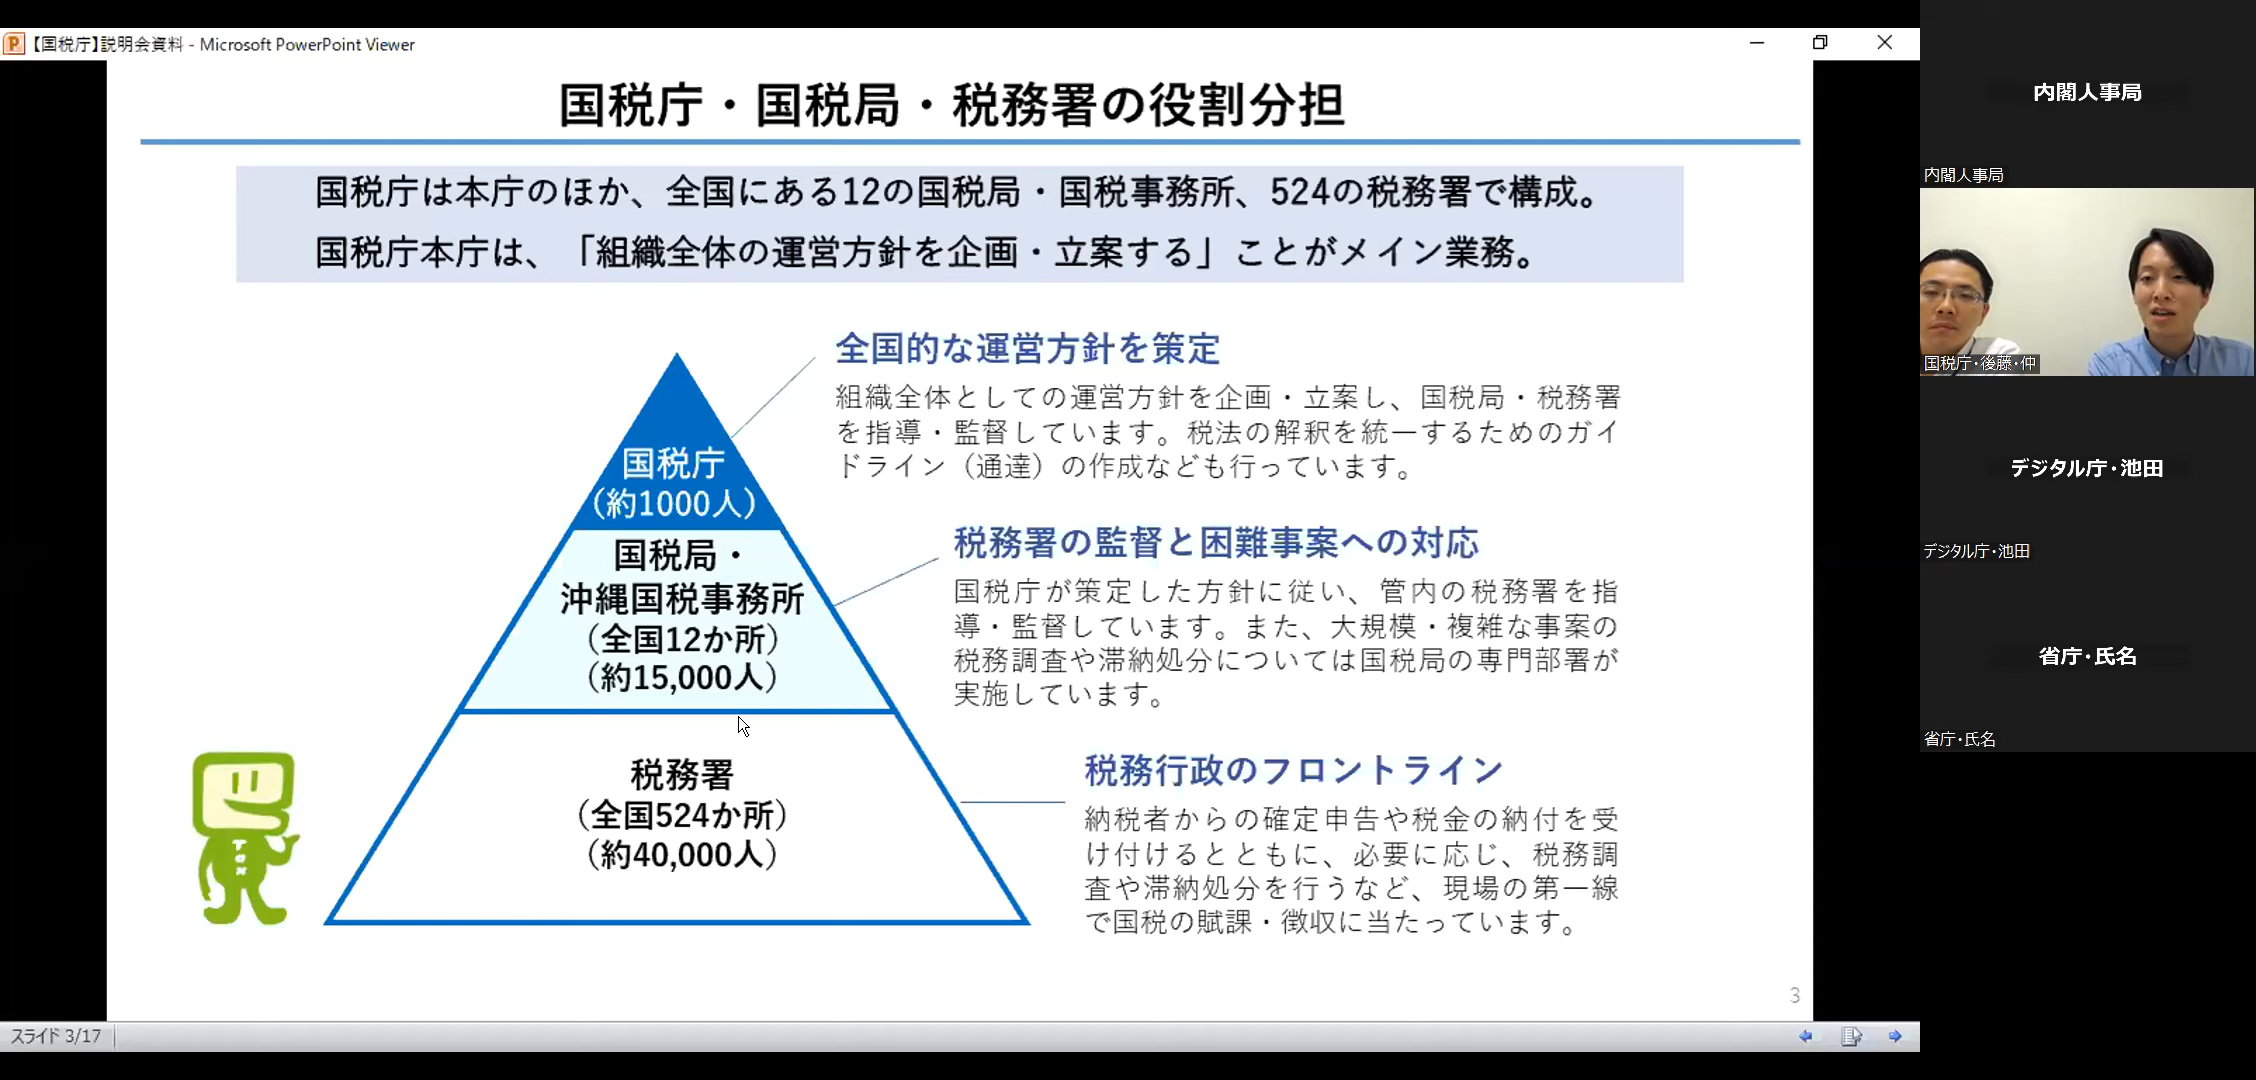 【国税庁】説明会資料 - Microsoft PowerPoint Viewer
国税庁・国税局・税務署の役割分担
国税庁は本庁のほか、全国にある12の国税局・国税事務所、524の税務署で構成。
国税庁本庁は、「組織全体の運営方針を企画・立案する」ことがメイン業務。
国税庁
（約1000人）
全国的な運営方針を策定
組織全体としての運営方針を企画・立案し、国税局・税務署
を指導・監督しています。税法の解釈を統一するためのガイ
ドライン（通達）の作成なども行っています。
国税局・
沖縄国税事務所
（全国12か所）
（約15,000人）
税務署の監督と困難事案への対応
国税庁が策定した方針に従い、管内の税務署を指
導・監督しています。また、大規模・複雑な事案の
税務調査や滞納処分については国税局の専門部署が
実施しています。
税務署
（全国524か所）
（約40,000人）
税務行政のフロントライン
納税者からの確定申告や税金の納付を受
け付けるとともに、必要に応じ、税務調
査や滞納処分を行うなど、現場の第一線
で国税の賦課・徴収に当たっています。
TAX
3
スライド 3/17
内閣人事局
内閣人事局
国税庁・後藤・仲
デジタル庁・池田
デジタル庁・池田
省庁・氏名
省庁・氏名